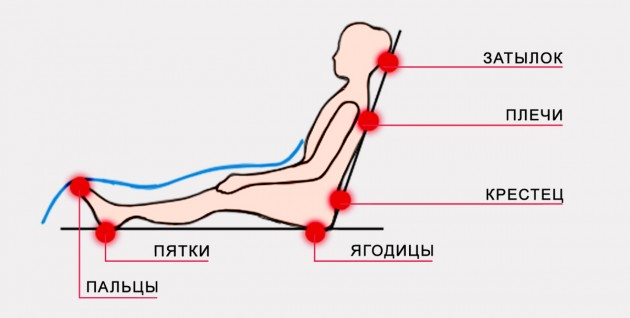 ЗАТЫЛОК
ПЛЕЧИ
КРЕСТЕЦ
ПЯТКИ
ЯГОДИЦЫ
ПАЛЬЦЫ